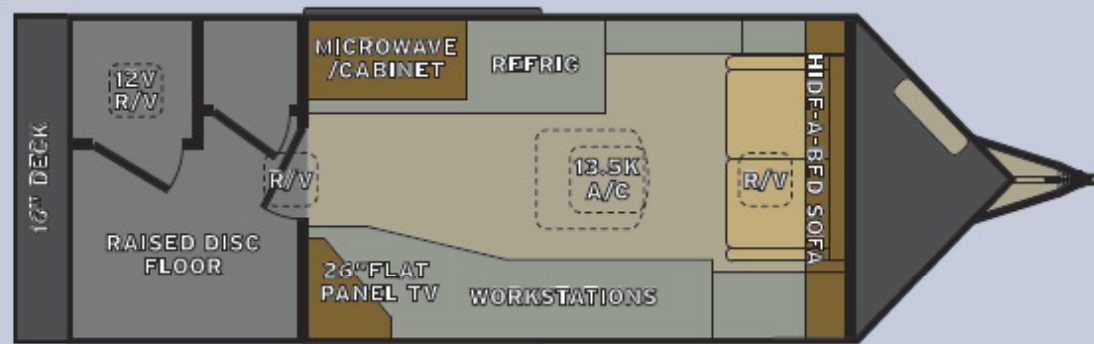 16" DECK
12V
R/V
RAISED DISC
FLOOR
R/V
MICROWAVE
/CABINET
REFRIG
26" FLAT
PANEL TV
WORKSTATIONS
13.5K
A/C
R/V
HIDE-A-BED SOFA